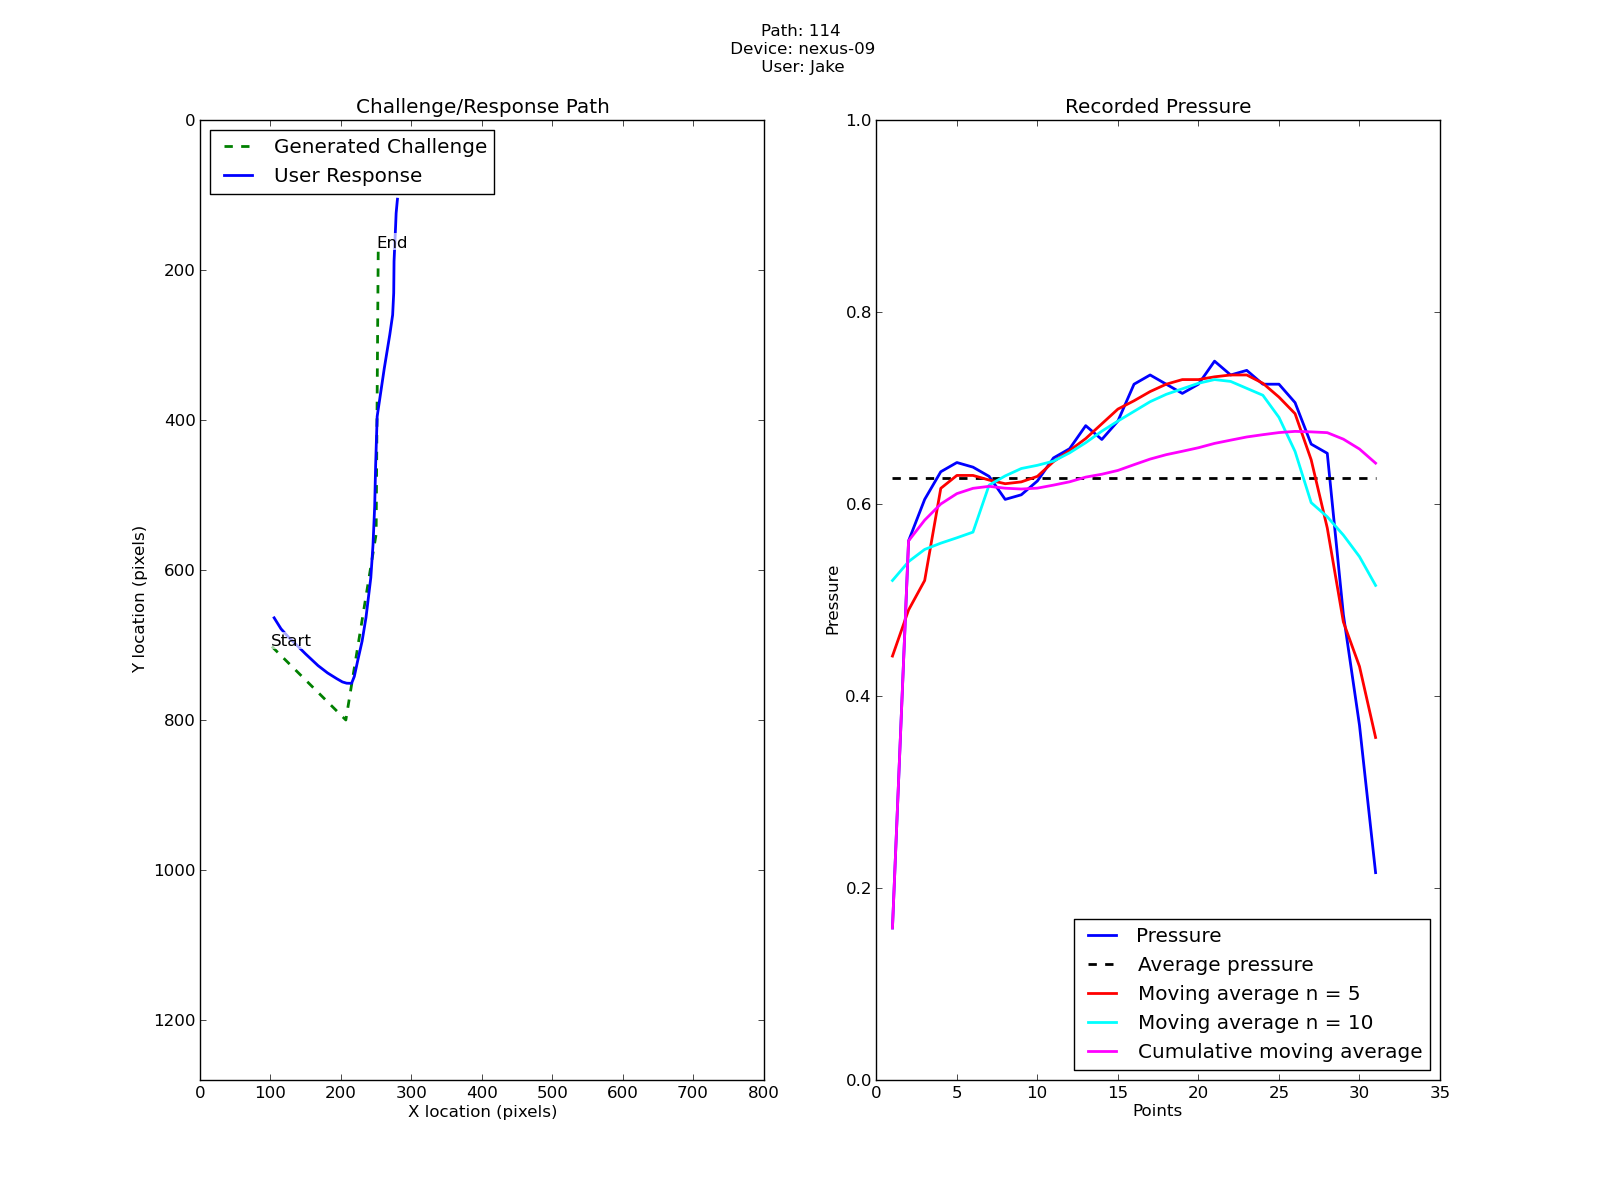 Path: 114
Device: nexus-09
User: Jake
Challenge/Response Path
Generated Challenge
User Response
End
Start
0
200
400
600
800
1000
1200
Y location (pixels)
0 100 200 300 400 500 600 700 800
X location (pixels)
Recorded Pressure
1.0
0.8
0.6
0.4
0.2
0.0
Pressure
Pressure
Average pressure
Moving average n = 5
Moving average n = 10
Cumulative moving average
0 5 10 15 20 25 30 35
Points